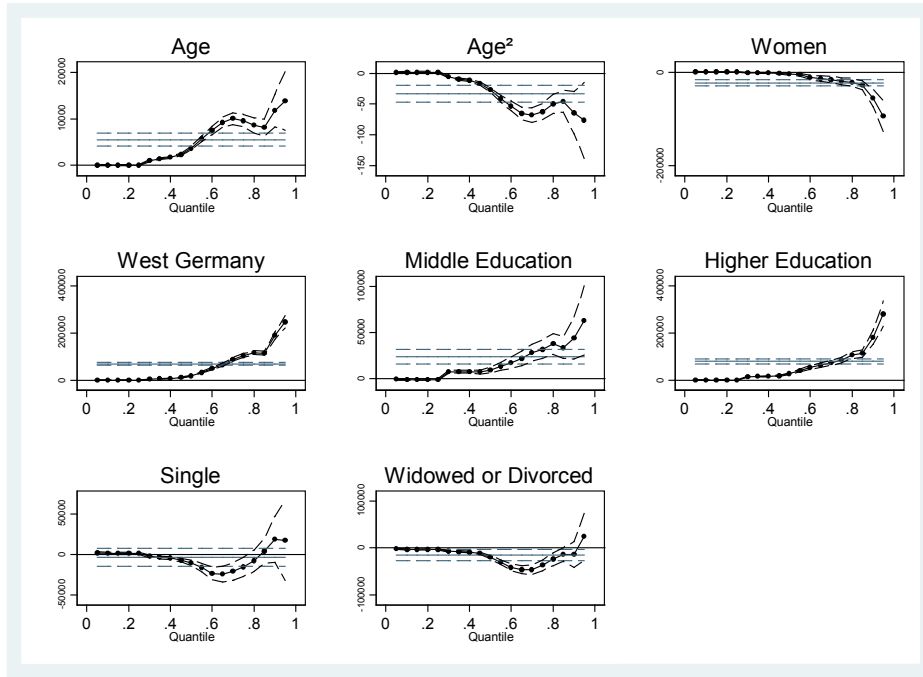 Age
20000
10000
0
0 .2 .4 .6 .8 1
Quantile
Age²
0
-50
-100
-150
0 .2 .4 .6 .8 1
Quantile
Women
0
-200000
0 .2 .4 .6 .8 1
Quantile
West Germany
400000
200000
0
0 .2 .4 .6 .8 1
Quantile
Middle Education
100000
50000
0
0 .2 .4 .6 .8 1
Quantile
Higher Education
400000
200000
0
0 .2 .4 .6 .8 1
Quantile
Single
50000
0
-50000
0 .2 .4 .6 .8 1
Quantile
Widowed or Divorced
100000
0
-100000
0 .2 .4 .6 .8 1
Quantile